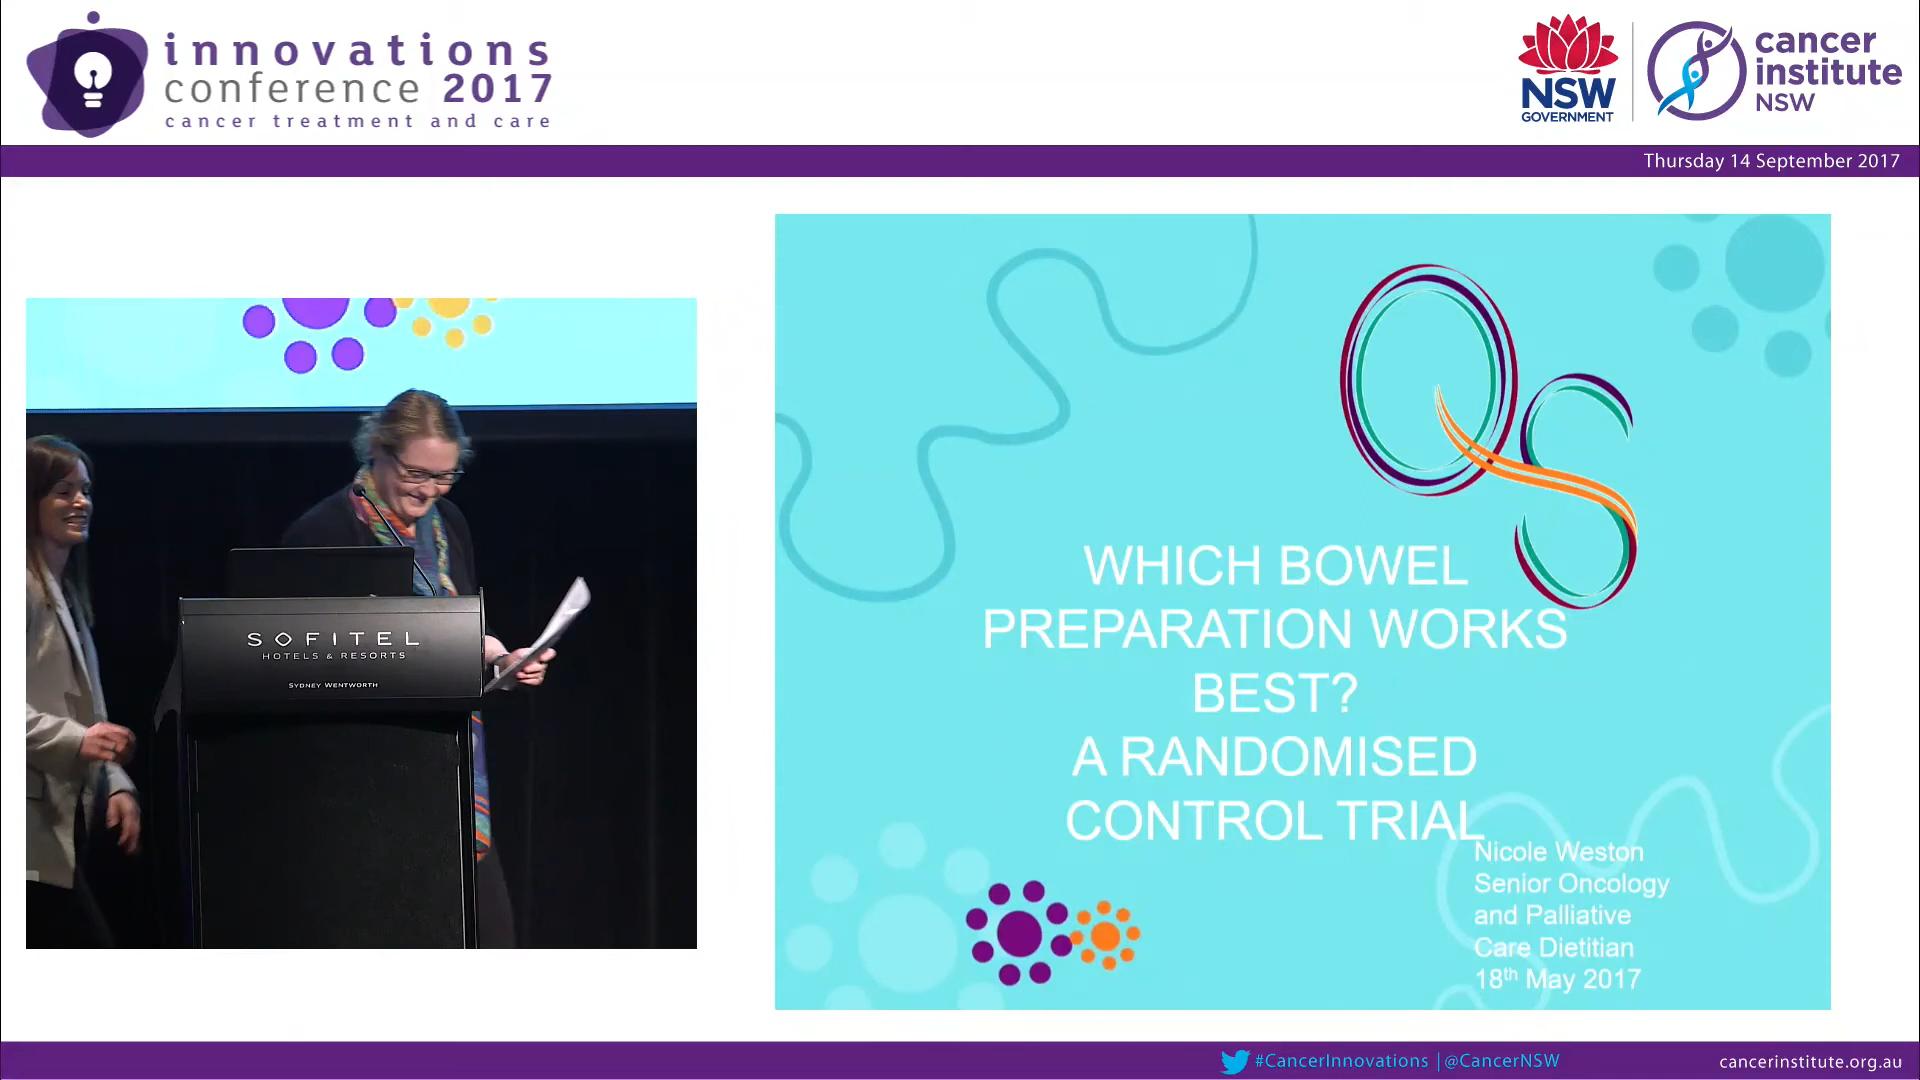 innovations
conference 2017
cancer treatment and care
NSW
GOVERNMENT
cancer
institute
NSW
Thursday 14 September 2017
SOFITEL
HOTELS & RESORTS
SYDNEY WENTWORTH
QS
WHICH BOWEL
PREPARATION WORKS
BEST?
A RANDOMISED
CONTROL TRIAL
Nicole Weston
Senior Oncology
and Palliative
Care Dietitian
18th May 2017
#CancerInnovations | @CancerNSW
cancerinstitute.org.au